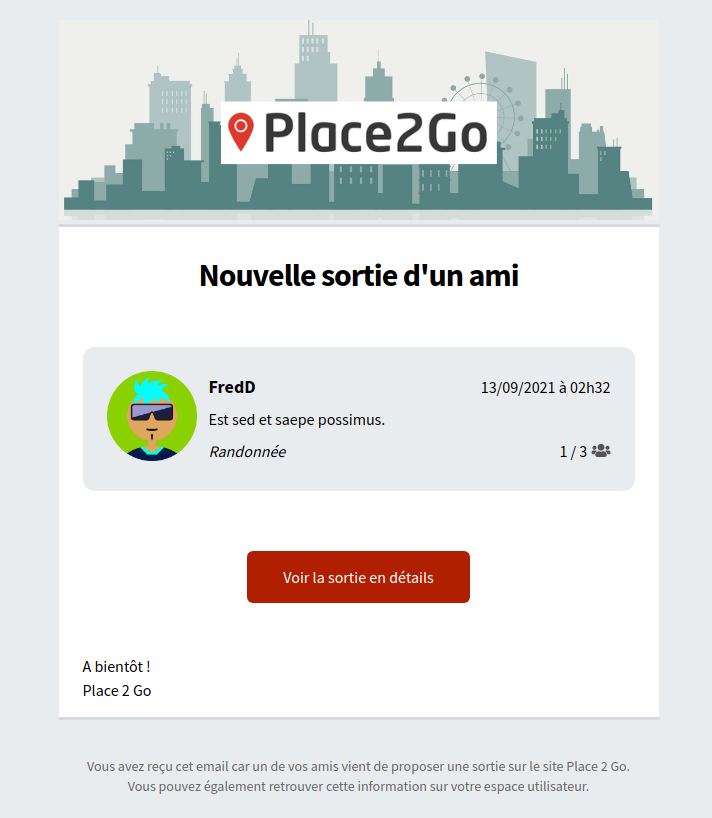 Place2Go
Nouvelle sortie d'un ami
FredD 13/09/2021 à 02h32
Est sed et saepe possimus.
Randonnée 1 / 3
Voir la sortie en détails
A bientôt !
Place 2 Go
Vous avez reçu cet email car un de vos amis vient de proposer une sortie sur le site Place 2 Go.
Vous pouvez également retrouver cette information sur votre espace utilisateur.